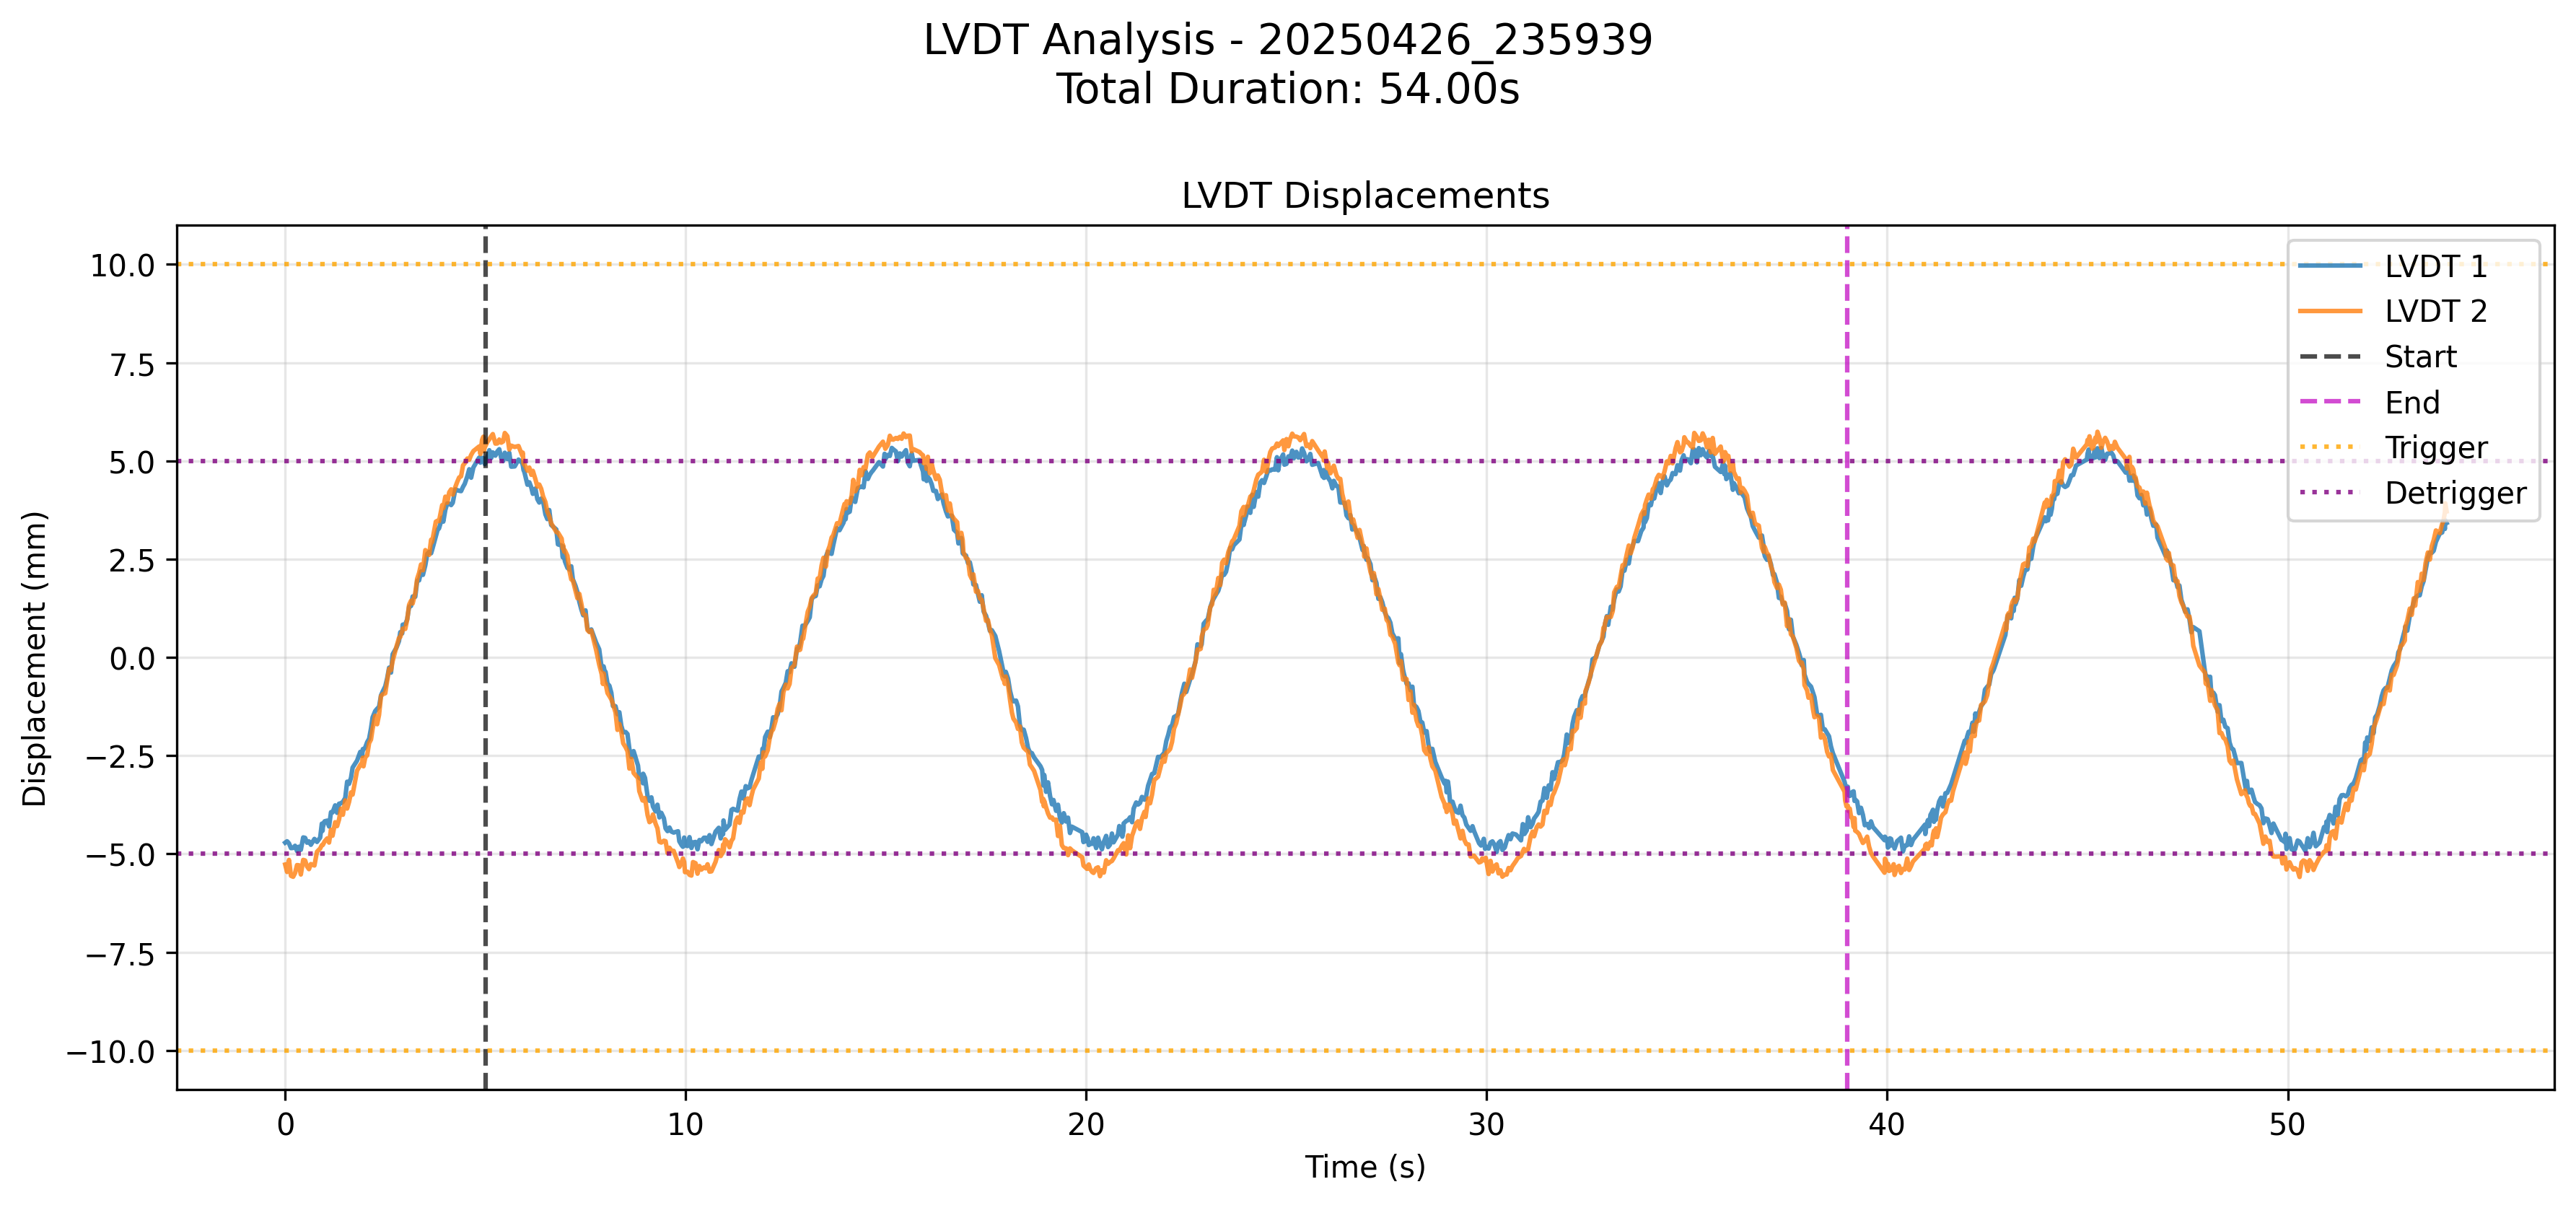 LVDT Analysis - 20250426_235939
Total Duration: 54.00s
LVDT Displacements
10.0
7.5
5.0
2.5
0.0
−2.5
−5.0
−7.5
−10.0
Displacement (mm)
LVDT 1
LVDT 2
Start
End
Trigger
Detrigger
0
10
20
30
40
50
Time (s)